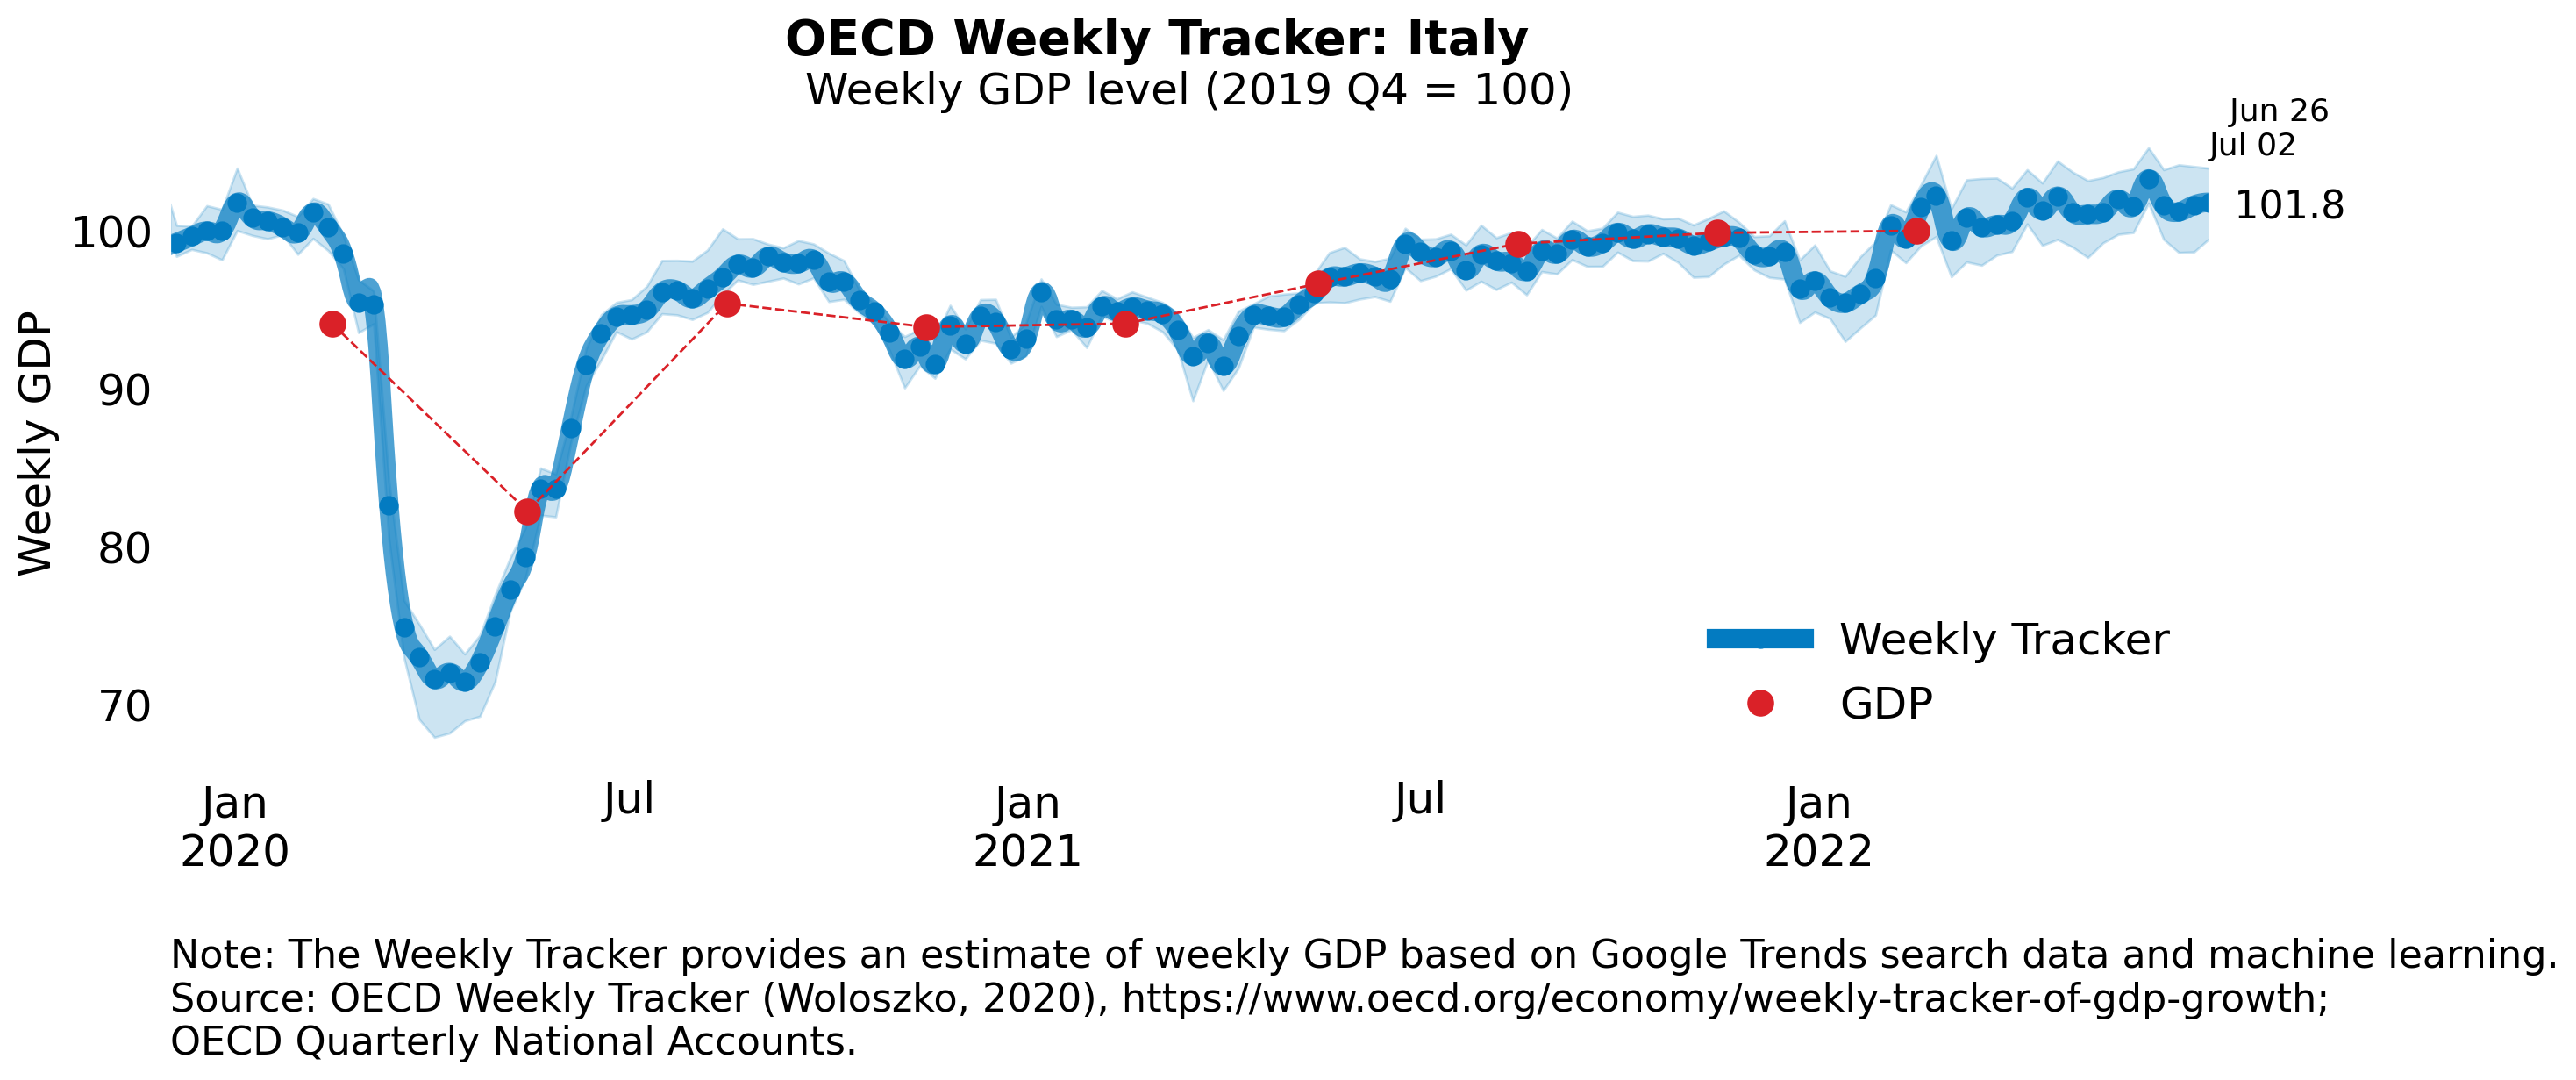 OECD Weekly Tracker: Italy
Weekly GDP level (2019 Q4 = 100)
Jun 26
Jul 02
101.8
Weekly GDP
100
90
80
70
Weekly Tracker
GDP
Jan
2020
Jul
Jan
2021
Jul
Jan
2022
Note: The Weekly Tracker provides an estimate of weekly GDP based on Google Trends search data and machine learning.
Source: OECD Weekly Tracker (Woloszko, 2020), https://www.oecd.org/economy/weekly-tracker-of-gdp-growth;
OECD Quarterly National Accounts.